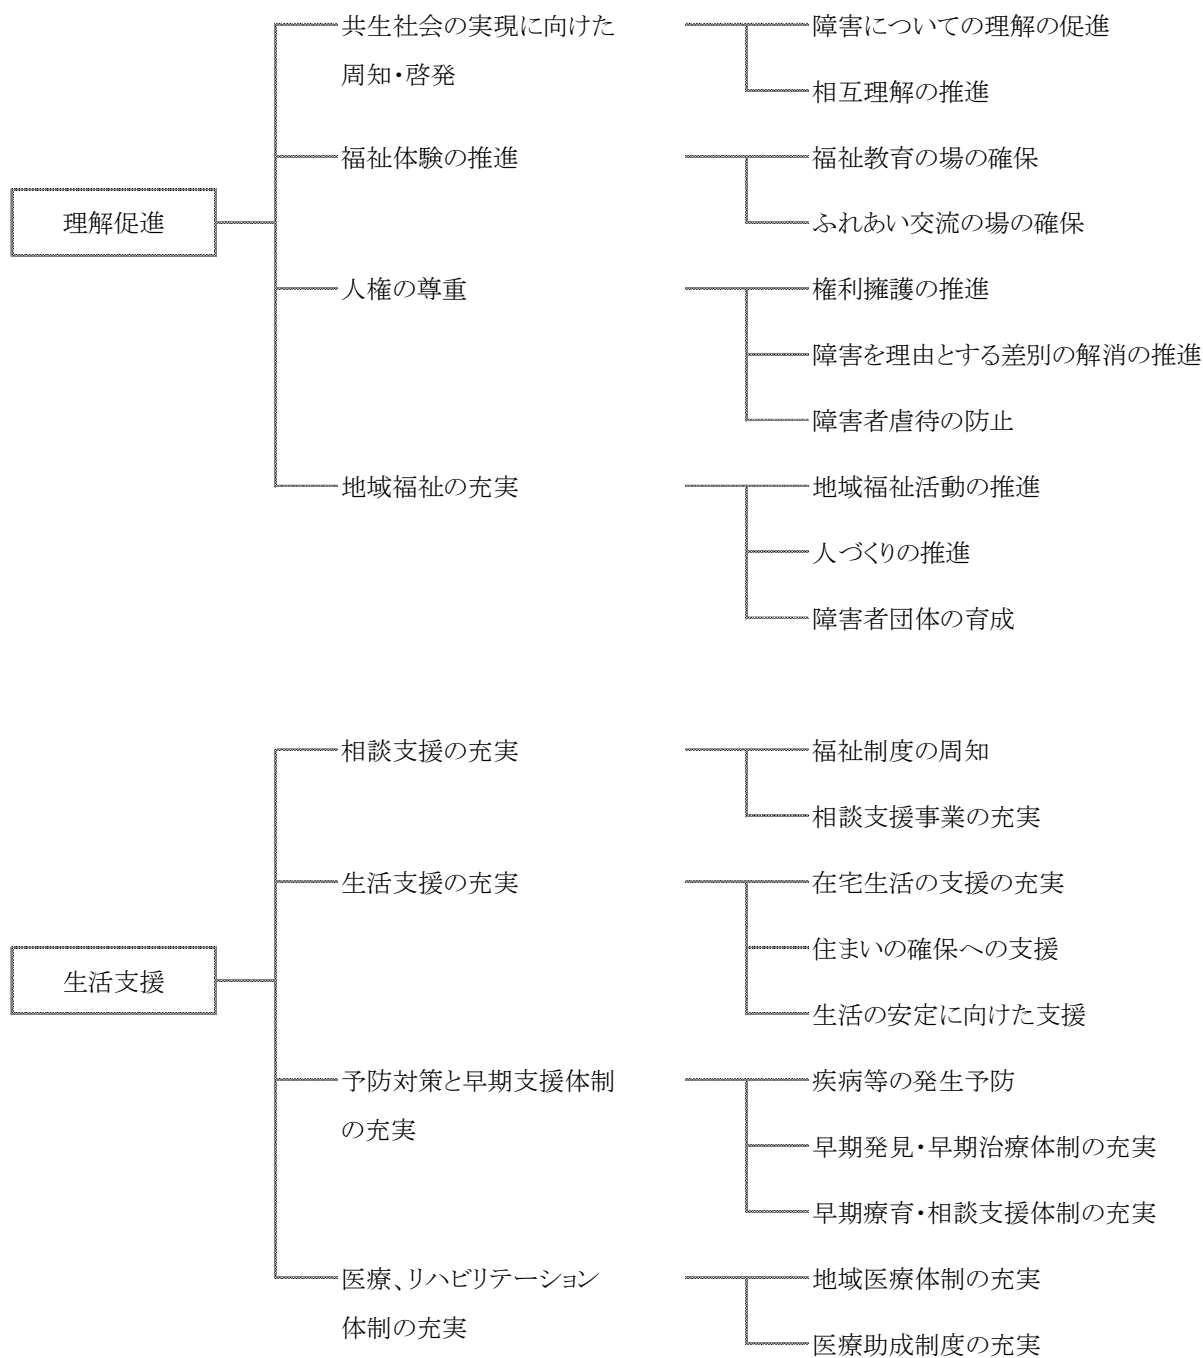 理解促進
共生社会の実現に向けた
周知・啓発
障害についての理解の促進
相互理解の推進
福祉体験の推進
福祉教育の場の確保
ふれあい交流の場の確保
人権の尊重
権利擁護の推進
障害を理由とする差別の解消の推進
障害者虐待の防止
地域福祉の充実
地域福祉活動の推進
人づくりの推進
障害者団体の育成
生活支援
相談支援の充実
福祉制度の周知
相談支援事業の充実
生活支援の充実
在宅生活の支援の充実
住まいの確保への支援
生活の安定に向けた支援
予防対策と早期支援体制
の充実
疾病等の発生予防
早期発見・早期治療体制の充実
早期療育・相談支援体制の充実
医療、リハビリテーション
体制の充実
地域医療体制の充実
医療助成制度の充実